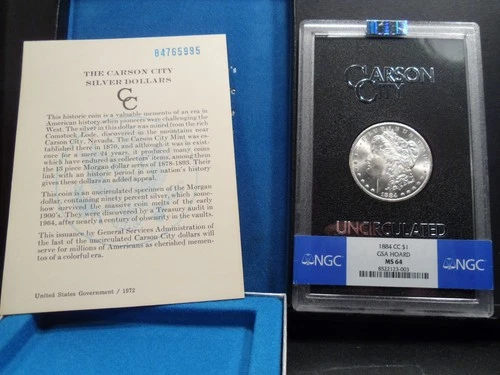 84765995
THE CARSON CITY
SILVER DOLLARS
CC
This historic coin is a valuable memento of an era in
American history, when pioneers were challenging the
West. The silver in this dollar was mined from the rich
Comstock Lode, discovered in the mountains near
Carson City, Nevada. The Carson City Mint was es-
tablished there in 1870, and although it was in exist-
ence for a mere 24 years, it produced many coins
which have endured as collectors' items, among them
the 13 piece Morgan dollar series of 1878-1893. Their
link with an historic period in our nation's history
gives these dollars an added appeal.
This coin is an uncirculated specimen of the Morgan
dollar, containing ninety percent silver, which some-
how survived the massive coin melts of the early
1900's. They were discovered by a Treasury audit in
1964, after nearly a century of obscurity in the vaults.
This issuance by General Services Administration of
the last of the uncirculated Carson City dollars will
serve for millions of Americans as cherished memen-
tos of a colorful era.
United States Government / 1972
CARSON
CITY
1884
UNCIRCULATED
NGC
1884 CC $1
GSA HOARD
MS 64
NGC